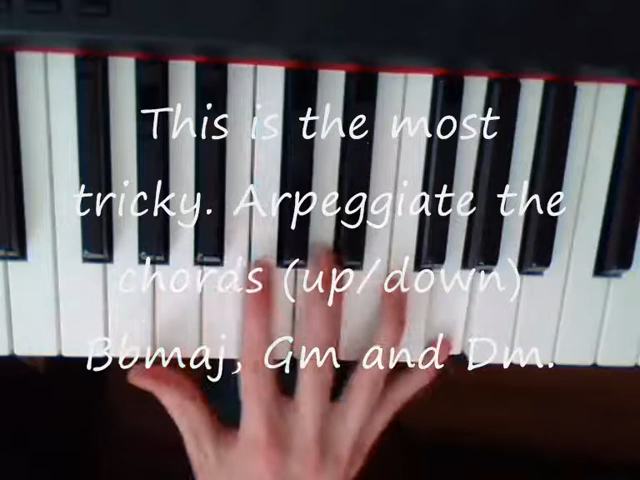 This is the most
tricky. Arpeggiate the
chords (up/down)
Bbmaj, Gm and Dm.